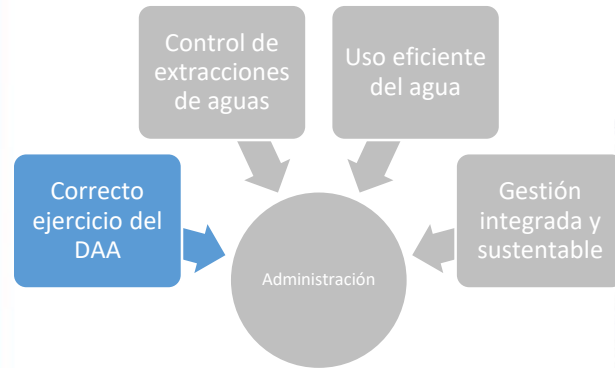 Control de
extracciones
de aguas
Uso eficiente
del agua
Correcto
ejercicio del
DAA
Gestión
integrada y
sustentable
Administración